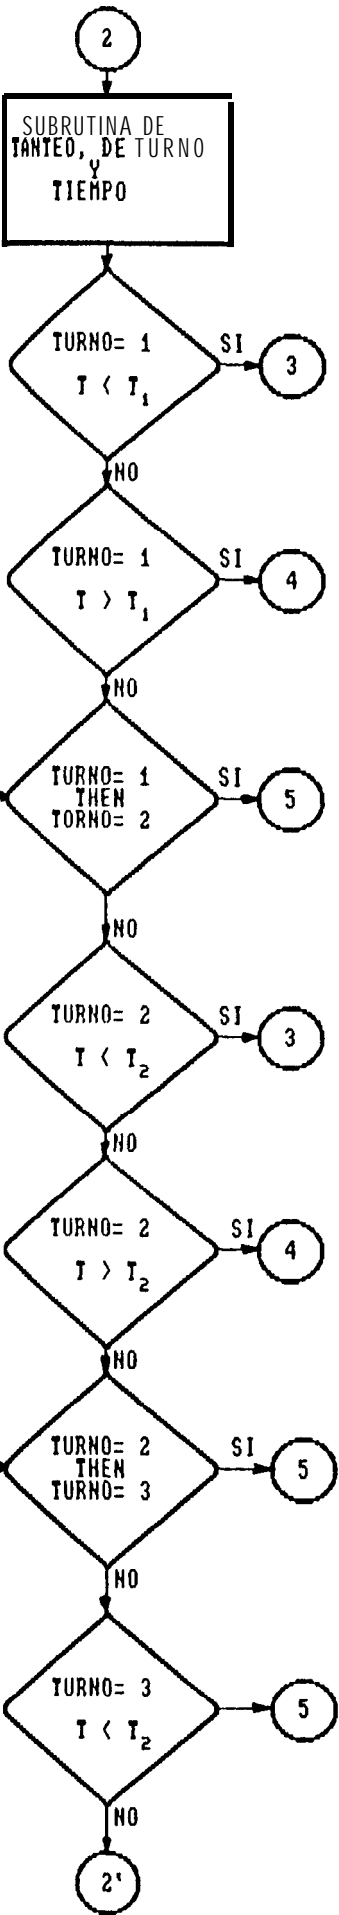 2
SUBRUTINA DE
TANTEO, DE TURNO
Y
TIEMPO
TURNO= 1
T < T₁
SI
3
NO
TURNO= 1
T > T₁
SI
4
NO
TURNO= 1
THEN
TORNO= 2
SI
5
NO
TURNO= 2
T < T₂
SI
3
NO
TURNO= 2
T > T₂
SI
4
NO
TURNO= 2
THEN
TURNO= 3
SI
5
NO
TURNO= 3
T < T₂
5
NO
2'